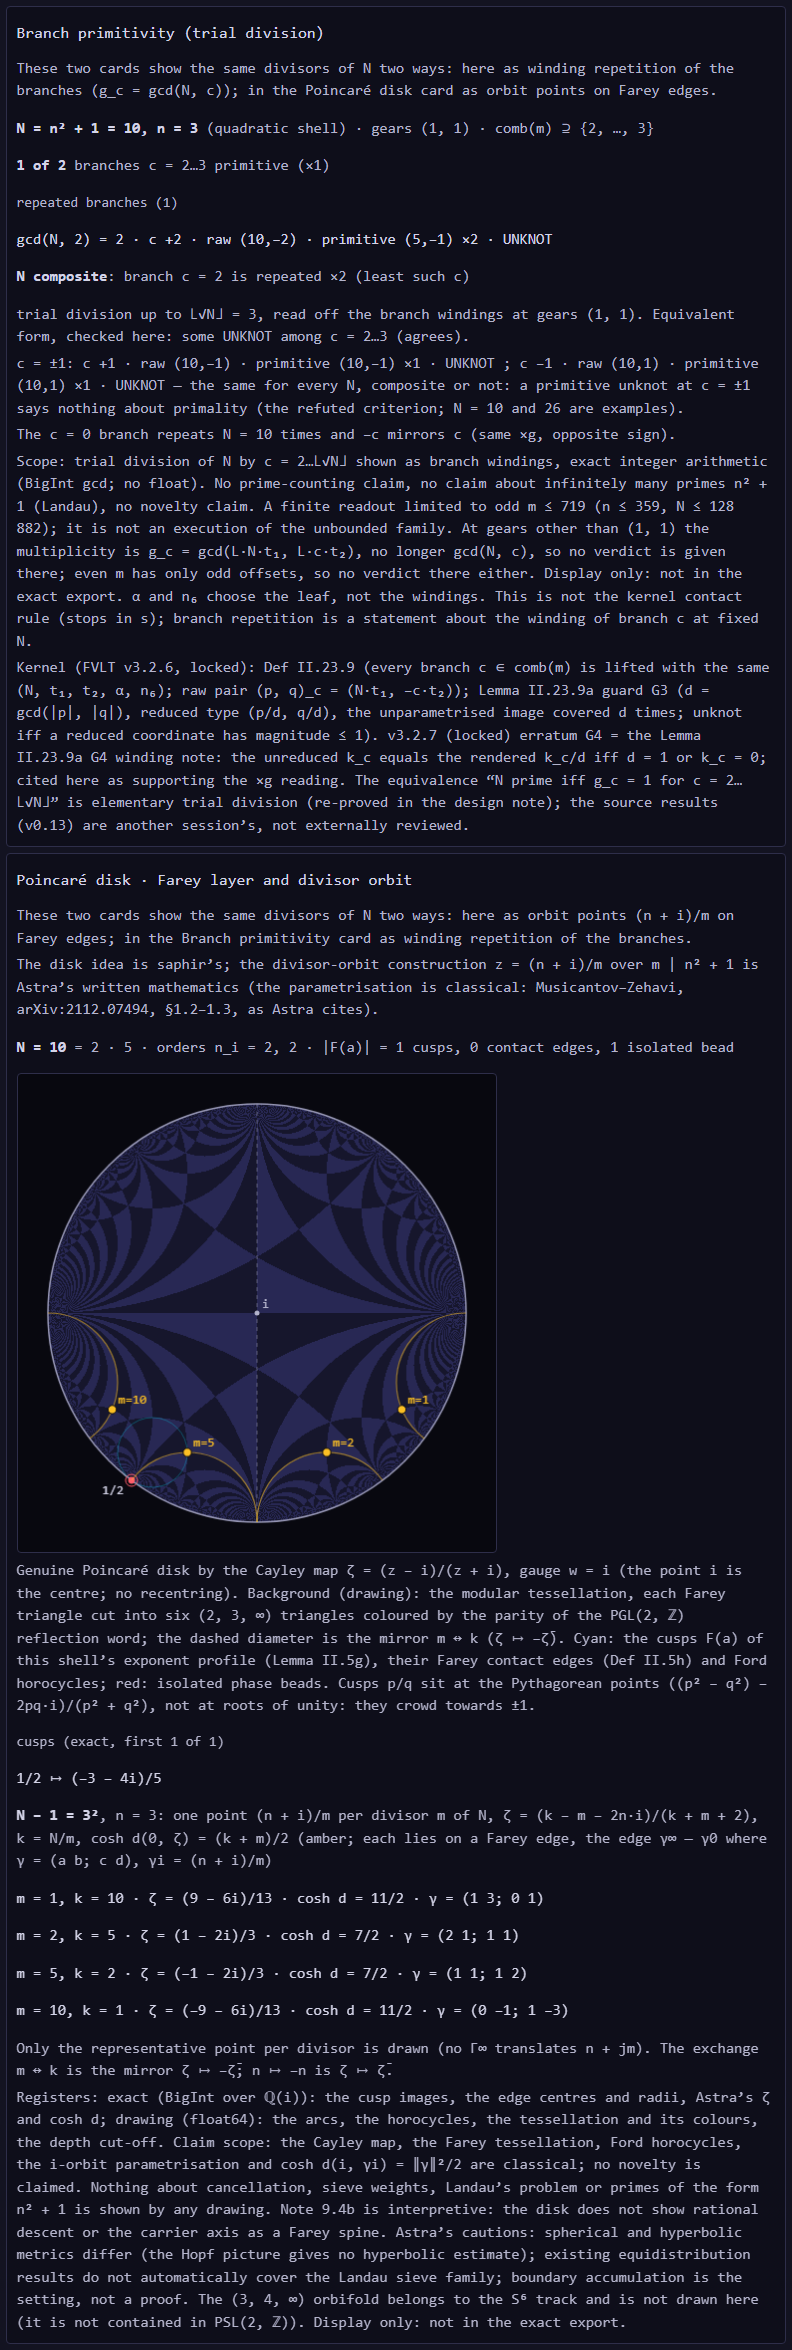 Branch primitivity (trial division)
These two cards show the same divisors of N two ways: here as winding repetition of the
branches (g_c = gcd(N, c)); in the Poincaré disk card as orbit points on Farey edges.
N = n² + 1 = 10, n = 3 (quadratic shell) · gears (1, 1) · comb(m) ⊇ {2, …, 3}
1 of 2 branches c = 2…3 primitive (×1)
repeated branches (1)
gcd(N, 2) = 2 · c +2 · raw (10,−2) · primitive (5,−1) ×2 · UNKNOT
N composite: branch c = 2 is repeated ×2 (least such c)
trial division up to ⌊√N⌋ = 3, read off the branch windings at gears (1, 1). Equivalent
form, checked here: some UNKNOT among c = 2…3 (agrees).
c = ±1: c +1 · raw (10,−1) · primitive (10,−1) ×1 · UNKNOT ; c −1 · raw (10,1) · primitive
(10,1) ×1 · UNKNOT — the same for every N, composite or not: a primitive unknot at c = ±1
says nothing about primality (the refuted criterion; N = 10 and 26 are examples).
The c = 0 branch repeats N = 10 times and −c mirrors c (same ×g, opposite sign).
Scope: trial division of N by c = 2…⌊√N⌋ shown as branch windings, exact integer arithmetic
(BigInt gcd; no float). No prime-counting claim, no claim about infinitely many primes n² +
1 (Landau), no novelty claim. A finite readout limited to odd m ≤ 719 (n ≤ 359, N ≤ 128
882); it is not an execution of the unbounded family. At gears other than (1, 1) the
multiplicity is g_c = gcd(L·N·t₁, L·c·t₂), no longer gcd(N, c), so no verdict is given
there; even m has only odd offsets, so no verdict there either. Display only: not in the
exact export. α and n₆ choose the leaf, not the windings. This is not the kernel contact
rule (stops in s); branch repetition is a statement about the winding of branch c at fixed
N.
Kernel (FVLT v3.2.6, locked): Def II.23.9 (every branch c ∈ comb(m) is lifted with the same
(N, t₁, t₂, α, n₆); raw pair (p, q)_c = (N·t₁, −c·t₂)); Lemma II.23.9a guard G3 (d =
gcd(|p|, |q|), reduced type (p/d, q/d), the unparametrised image covered d times; unknot
iff a reduced coordinate has magnitude ≤ 1). v3.2.7 (locked) erratum G4 = the Lemma
II.23.9a G4 winding note: the unreduced k_c equals the rendered k_c/d iff d = 1 or k_c = 0;
cited here as supporting the ×g reading. The equivalence “N prime iff g_c = 1 for c = 2…
⌊√N⌋” is elementary trial division (re-proved in the design note); the source results
(v0.13) are another session’s, not externally reviewed.
Poincaré disk · Farey layer and divisor orbit
These two cards show the same divisors of N two ways: here as orbit points (n + i)/m on
Farey edges; in the Branch primitivity card as winding repetition of the branches.
The disk idea is saphir’s; the divisor-orbit construction z = (n + i)/m over m | n² + 1 is
Astra’s written mathematics (the parametrisation is classical: Musicantov–Zehavi,
arXiv:2112.07494, §1.2–1.3, as Astra cites).
N = 10 = 2 · 5 · orders n_i = 2, 2 · |F(a)| = 1 cusps, 0 contact edges, 1 isolated bead
i
m=10
m=1
m=5
m=2
1/2
Genuine Poincaré disk by the Cayley map ζ = (z − i)/(z + i), gauge w = i (the point i is
the centre; no recentring). Background (drawing): the modular tessellation, each Farey
triangle cut into six (2, 3, ∞) triangles coloured by the parity of the PGL(2, ℤ)
reflection word; the dashed diameter is the mirror m ↔ k (ζ ↦ −ζ̄). Cyan: the cusps F(a) of
this shell’s exponent profile (Lemma II.5g), their Farey contact edges (Def II.5h) and Ford
horocycles; red: isolated phase beads. Cusps p/q sit at the Pythagorean points ((p² − q²) −
2pq·i)/(p² + q²), not at roots of unity: they crowd towards ±1.
cusps (exact, first 1 of 1)
1/2 ↦ (−3 − 4i)/5
N − 1 = 3², n = 3: one point (n + i)/m per divisor m of N, ζ = (k − m − 2n·i)/(k + m + 2),
k = N/m, cosh d(0, ζ) = (k + m)/2 (amber; each lies on a Farey edge, the edge γ∞ — γ0 where
γ = (a b; c d), γi = (n + i)/m)
m = 1, k = 10 · ζ = (9 − 6i)/13 · cosh d = 11/2 · γ = (1 3; 0 1)
m = 2, k = 5 · ζ = (1 − 2i)/3 · cosh d = 7/2 · γ = (2 1; 1 1)
m = 5, k = 2 · ζ = (−1 − 2i)/3 · cosh d = 7/2 · γ = (1 1; 1 2)
m = 10, k = 1 · ζ = (−9 − 6i)/13 · cosh d = 11/2 · γ = (0 −1; 1 −3)
Only the representative point per divisor is drawn (no Γ∞ translates n + jm). The exchange
m ↔ k is the mirror ζ ↦ −ζ̄; n ↦ −n is ζ ↦ ζ̄.
Registers: exact (BigInt over ℚ(i)): the cusp images, the edge centres and radii, Astra’s ζ
and cosh d; drawing (float64): the arcs, the horocycles, the tessellation and its colours,
the depth cut-off. Claim scope: the Cayley map, the Farey tessellation, Ford horocycles,
the i-orbit parametrisation and cosh d(i, γi) = ‖γ‖²/2 are classical; no novelty is
claimed. Nothing about cancellation, sieve weights, Landau’s problem or primes of the form
n² + 1 is shown by any drawing. Note 9.4b is interpretive: the disk does not show rational
descent or the carrier axis as a Farey spine. Astra’s cautions: spherical and hyperbolic
metrics differ (the Hopf picture gives no hyperbolic estimate); existing equidistribution
results do not automatically cover the Landau sieve family; boundary accumulation is the
setting, not a proof. The (3, 4, ∞) orbifold belongs to the S⁶ track and is not drawn here
(it is not contained in PSL(2, ℤ)). Display only: not in the exact export.